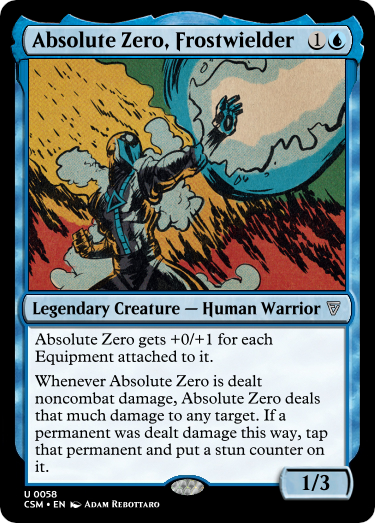 Absolute Zero, Frostwielder 1
Legendary Creature — Human Warrior
Absolute Zero gets +0/+1 for each
Equipment attached to it.
Whenever Absolute Zero is dealt
noncombat damage, Absolute Zero deals
that much damage to any target. If a
permanent was dealt damage this way, tap
that permanent and put a stun counter on
it.
1/3
U 0058
CSM • EN ADAM REBOTTARO